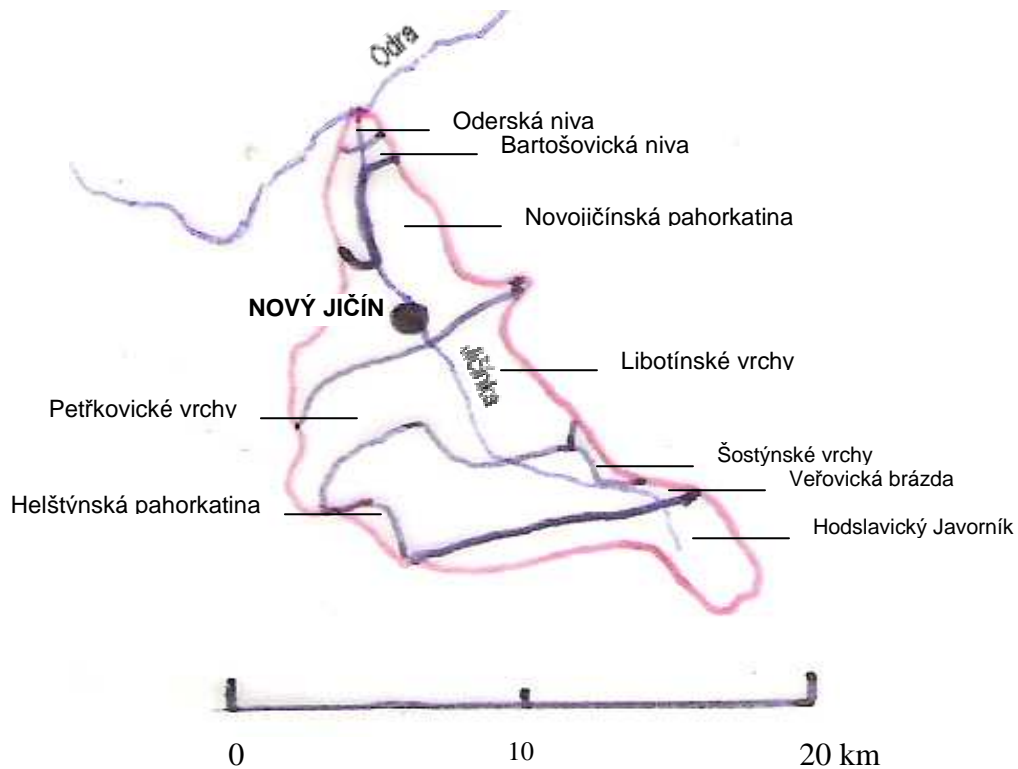 Odra
Oderská niva
Bartošovická niva
Novojičínská pahorkatina
NOVÝ JIČÍN
Jičínka
Libotínské vrchy
Petřkovické vrchy
Šostýnské vrchy
Veřovická brázda
Helštýnská pahorkatina
Hodslavický Javorník
0 10 20 km